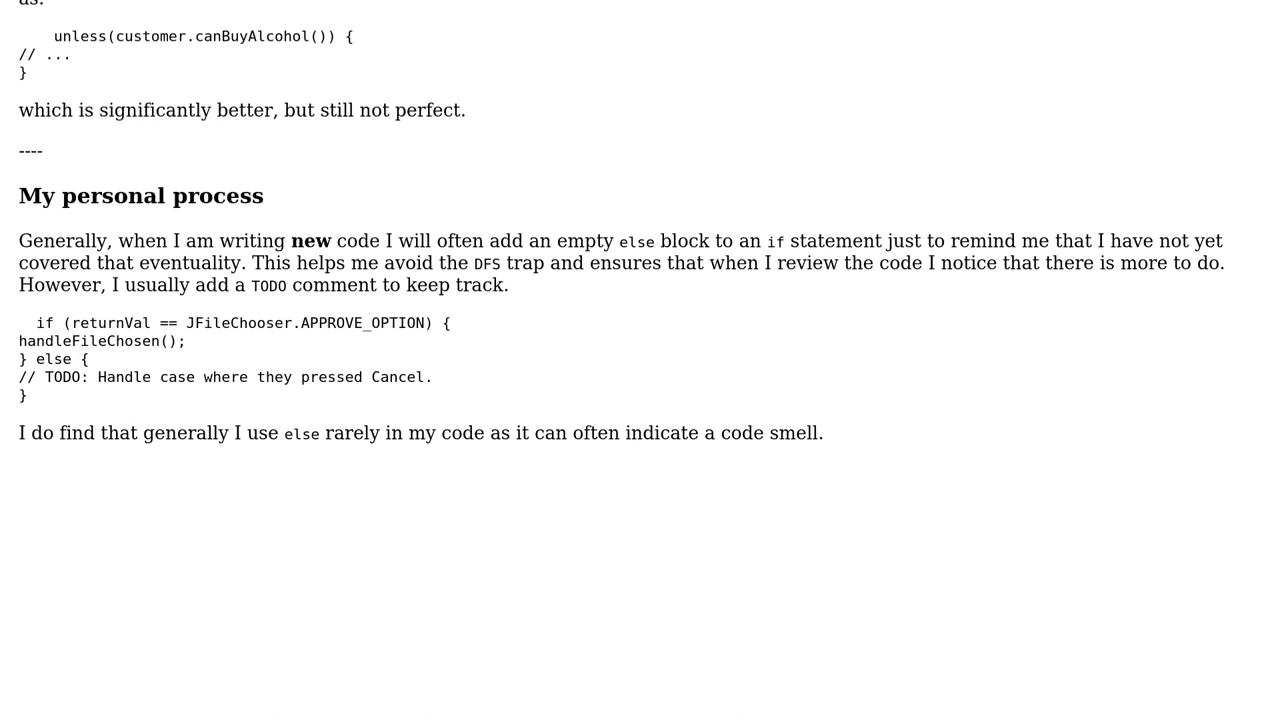 as:
unless(customer.canBuyAlcohol()) {
// ...
}
which is significantly better, but still not perfect.
----
My personal process
Generally, when I am writing new code I will often add an empty else block to an if statement just to remind me that I have not yet
covered that eventuality. This helps me avoid the DFS trap and ensures that when I review the code I notice that there is more to do.
However, I usually add a TODO comment to keep track.
if (returnVal == JFileChooser.APPROVE_OPTION) {
handleFileChosen();
} else {
// TODO: Handle case where they pressed Cancel.
}
I do find that generally I use else rarely in my code as it can often indicate a code smell.